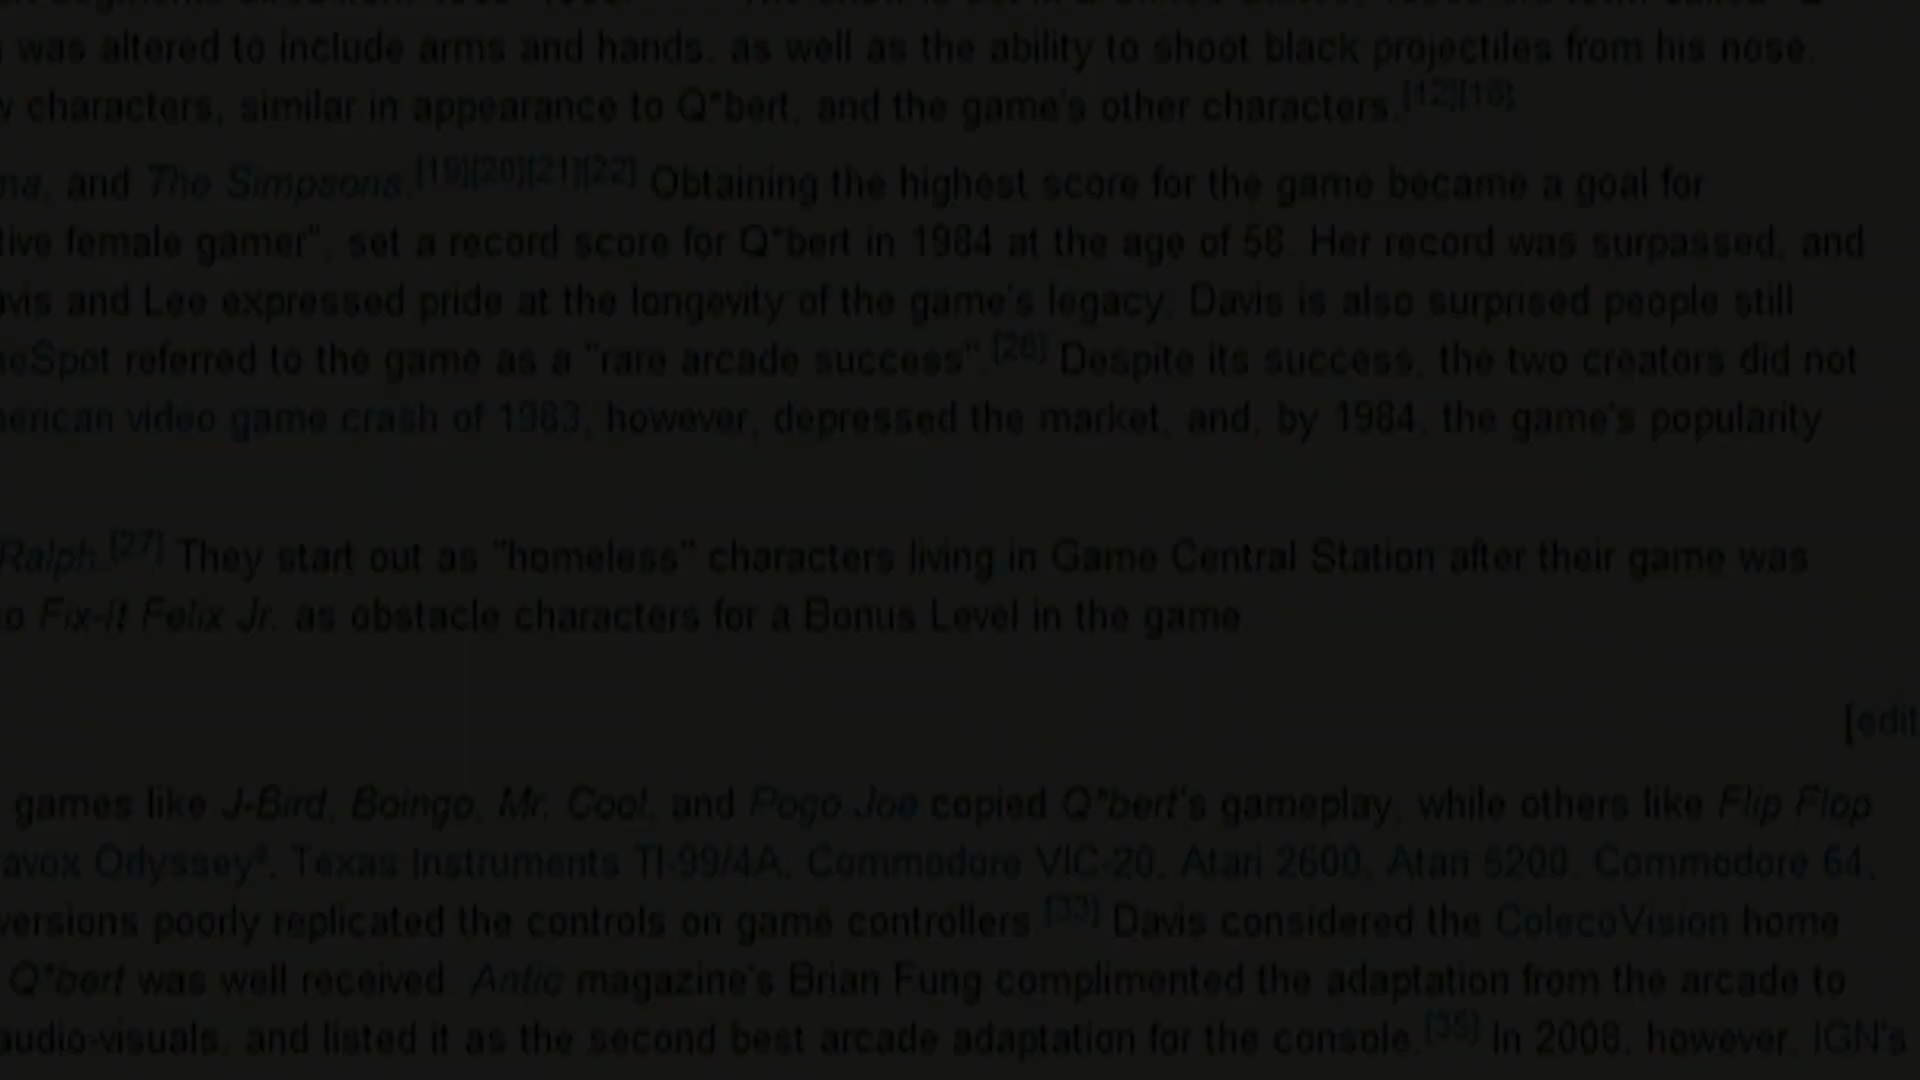 was altered to include arms and hands, as well as the ability to shoot black projectiles from his nose.
characters, similar in appearance to Q*bert, and the game's other characters.[12][18]
and The Simpsons.[19][20][21][22] Obtaining the highest score for the game became a goal for
tive female gamer", set a record score for Q*bert in 1984 at the age of 58. Her record was surpassed, and
avis and Lee expressed pride at the longevity of the game's legacy. Davis is also surprised people still
eSpot referred to the game as a "rare arcade success".[26] Despite its success, the two creators did not
merican video game crash of 1983, however, depressed the market, and, by 1984, the game's popularity
Ralph.[27] They start out as "homeless" characters living in Game Central Station after their game was
o Fix-it Felix Jr. as obstacle characters for a Bonus Level in the game
[edit
games like J-Bird, Boingo, Mr. Cool, and Pogo Joe copied Q*bert's gameplay, while others like Flip Flop
avox Odyssey², Texas Instruments TI-99/4A, Commodore VIC-20, Atari 2600, Atari 5200, Commodore 64,
versions poorly replicated the controls on game controllers.[33] Davis considered the ColecoVision home
Q*bert was well received. Antic magazine's Brian Fung complimented the adaptation from the arcade to
audio-visuals, and listed it as the second best arcade adaptation for the console.[35] In 2008, however, IGN's